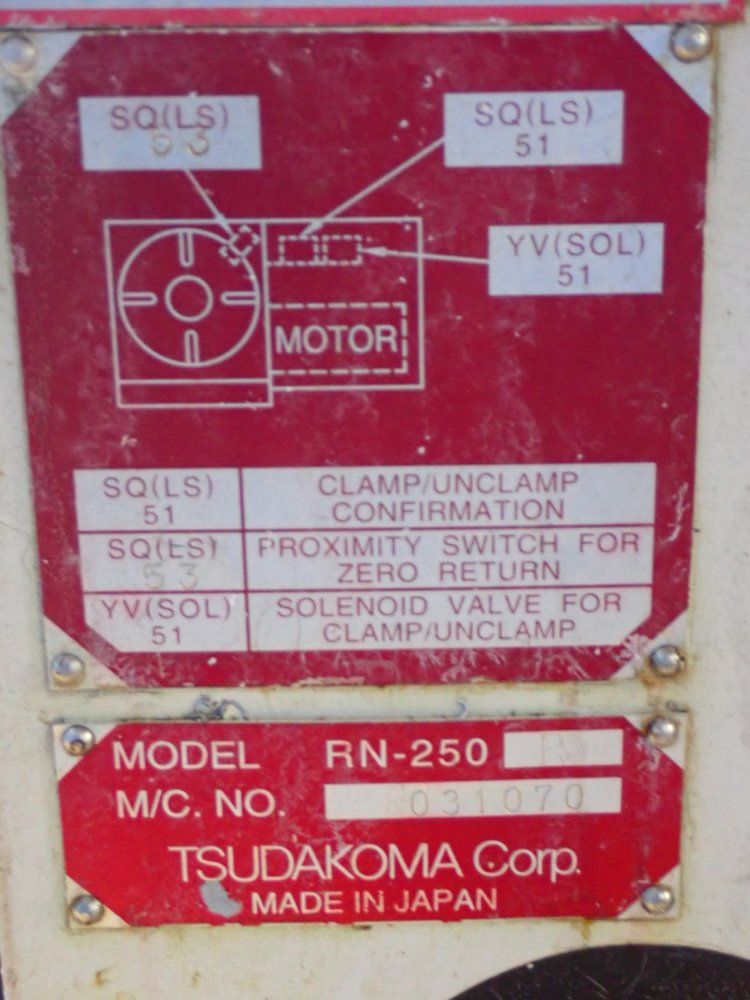 SQ(LS)
53
SQ(LS)
51
YV(SOL)
51
MOTOR
SQ(LS)
51
CLAMP/UNCLAMP
CONFIRMATION
SQ(LS)
53
PROXIMITY SWITCH FOR
ZERO RETURN
YV(SOL)
51
SOLENOID VALVE FOR
CLAMP/UNCLAMP
MODEL RN-250 R
M/C. NO. 031070
TSUDAKOMA Corp.
MADE IN JAPAN